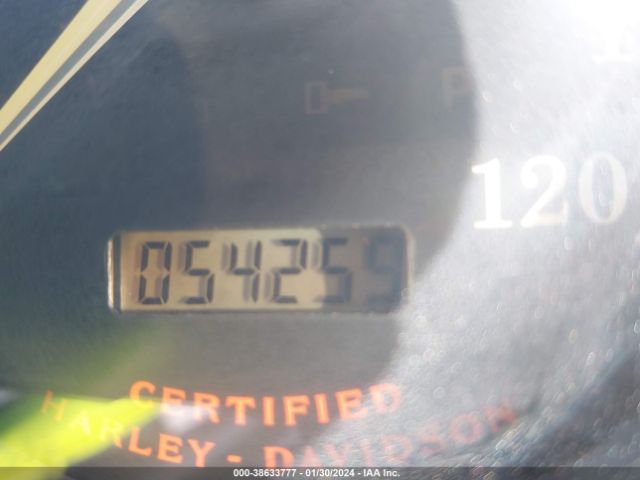 120
054259
CERTIFIED
HARLEY - DAVIDSON
000-38633777 - 01/30/2024 - IAA Inc.